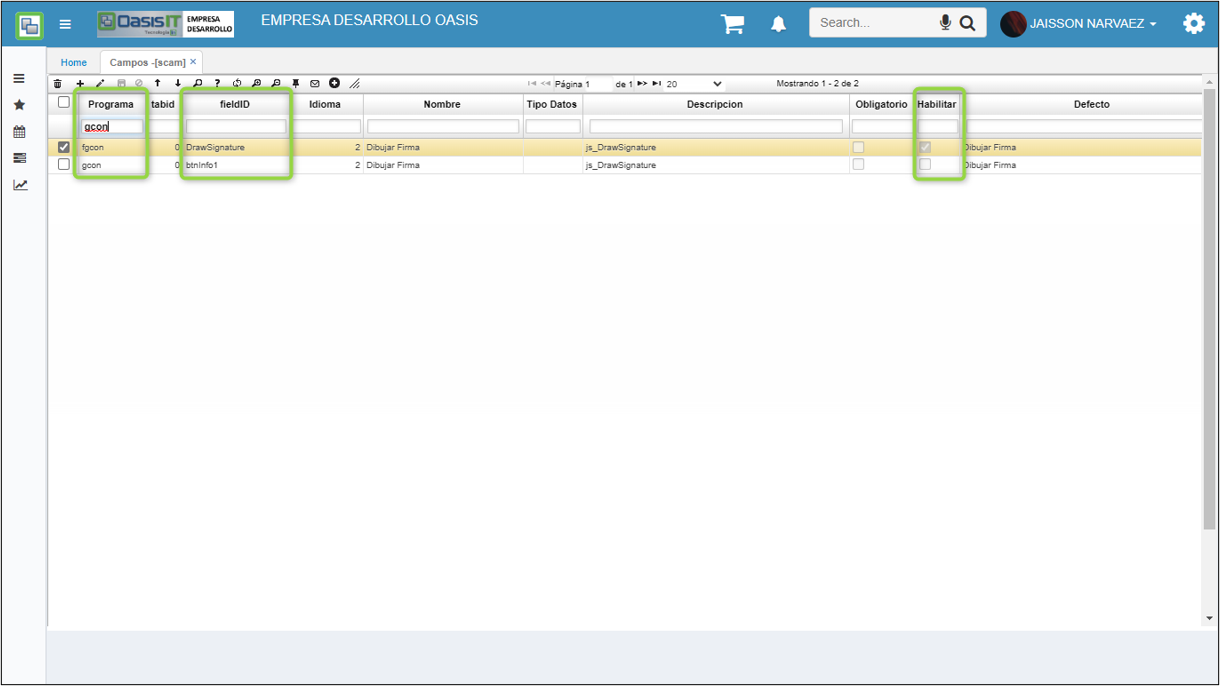 OasisIT
Tecnología
EMPRESA
DESARROLLO
EMPRESA DESARROLLO OASIS
Search...
JAISSON NARVAEZ
Home
Campos -[scam] ×
Página 1 de 1 20 Mostrando 1 - 2 de 2
Programa tabid fieldID Idioma Nombre Tipo Datos Descripcion Obligatorio Habilitar Defecto
gcon
fgcon 0 DrawSignature 2 Dibujar Firma js_DrawSignature Dibujar Firma
gcon 0 btnInfo1 2 Dibujar Firma js_DrawSignature Dibujar Firma